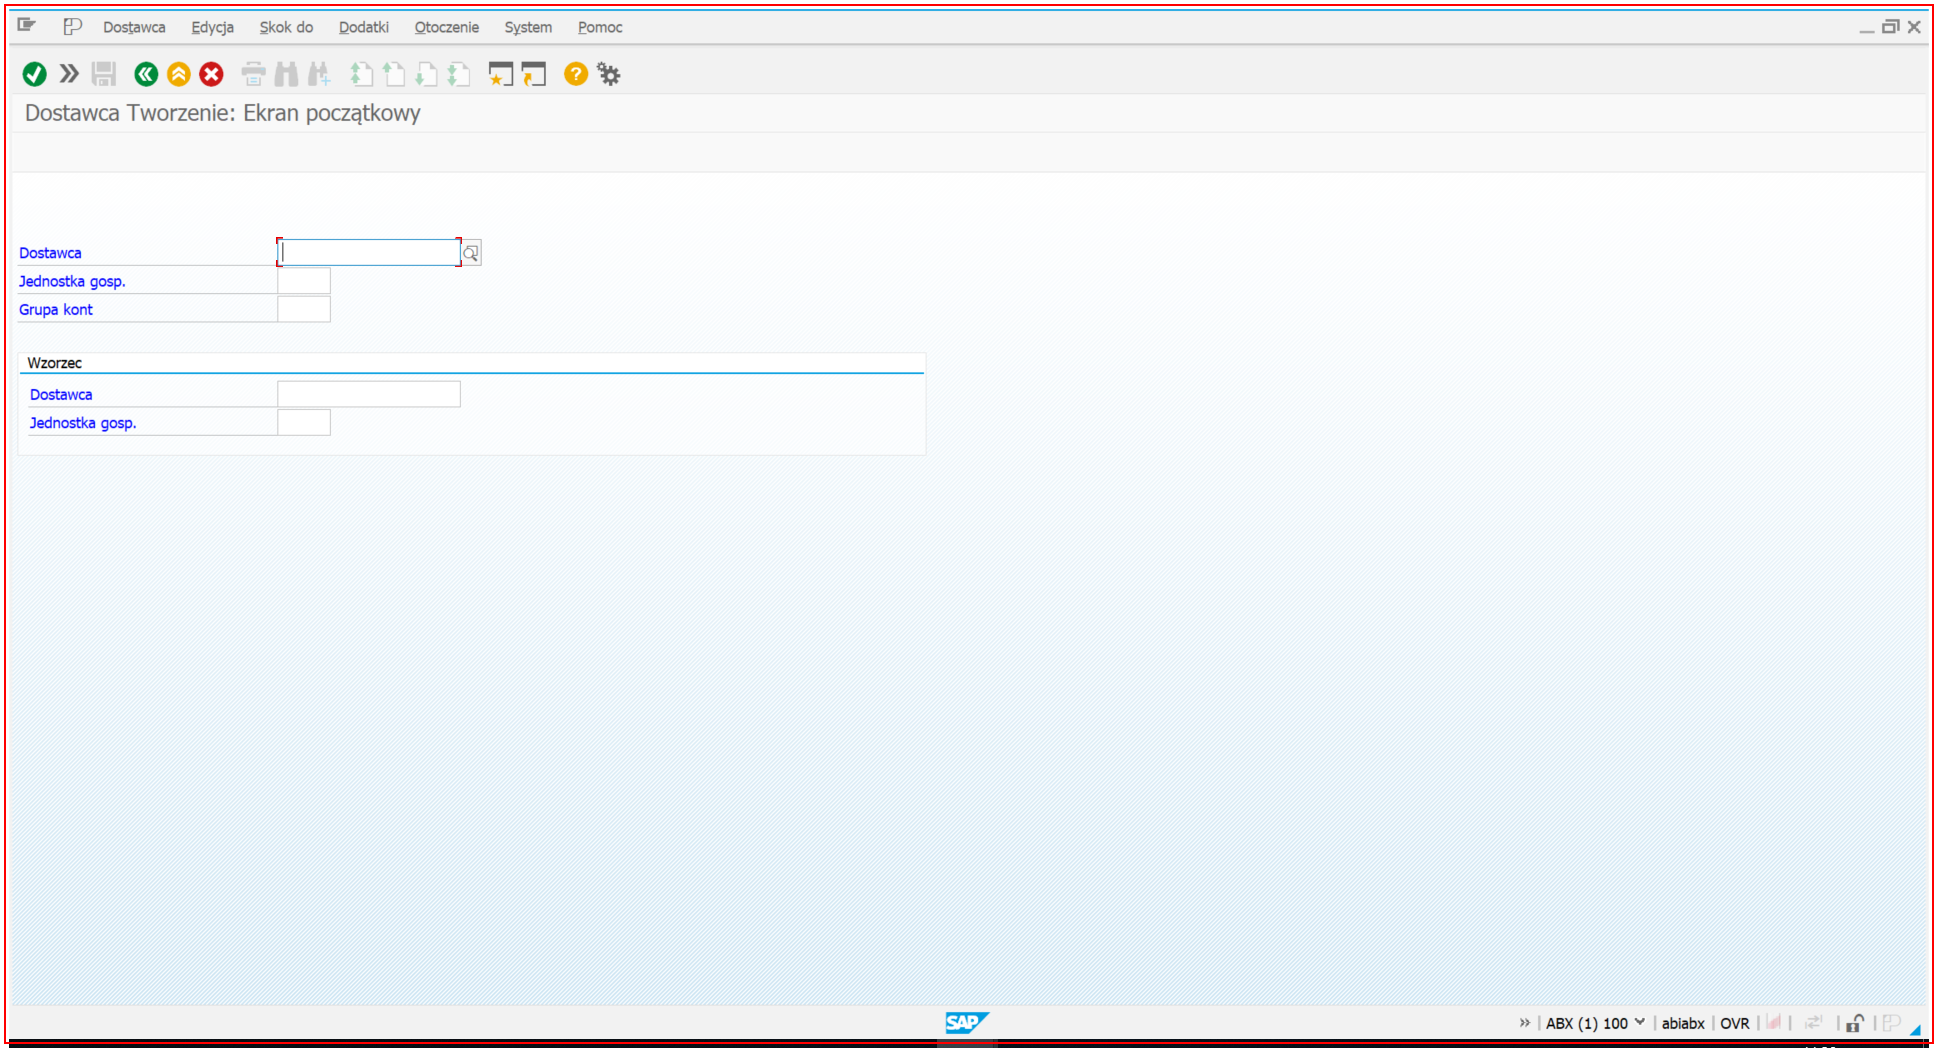 Dostawca Edycja Skok do Dodatki Otoczenie System Pomoc
Dostawca Tworzenie: Ekran początkowy
Dostawca
Jednostka gosp.
Grupa kont
Wzorzec
Dostawca
Jednostka gosp.
SAP ABX (1) 100 abiabx OVR